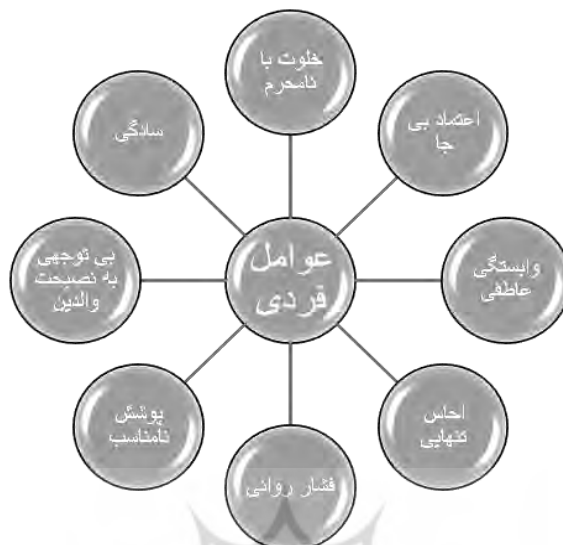 خلوت با
نامحرم
اعتماد بی
جا
وابستگی
عاطفی
احاس
تنهایی
فشار روانی
پوشش
نامناسب
بی توجهی
به نصیحت
والدین
سادگی
عوامل
فردی